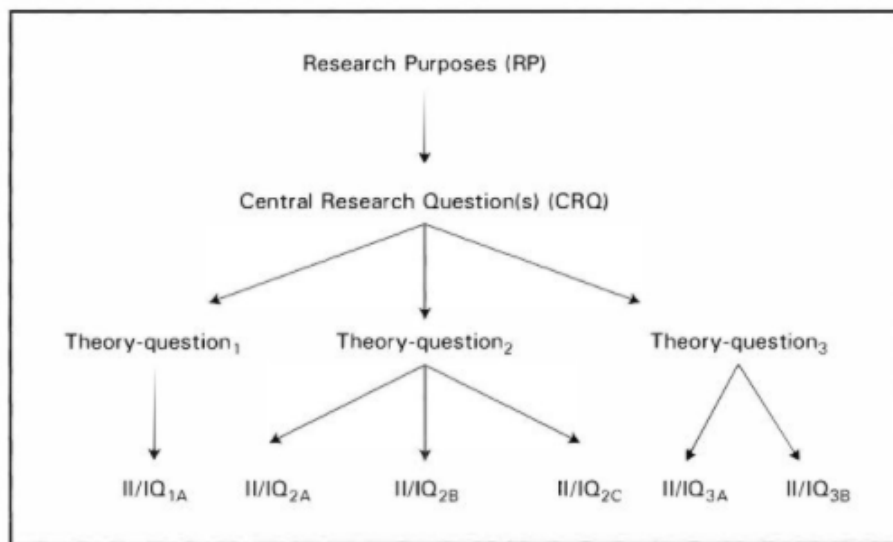 Research Purposes (RP)
Central Research Question(s) (CRQ)
Theory-question₁ Theory-question₂ Theory-question₃
II/IQ₁A II/IQ₂A II/IQ₂B II/IQ₂C II/IQ₃A II/IQ₃B